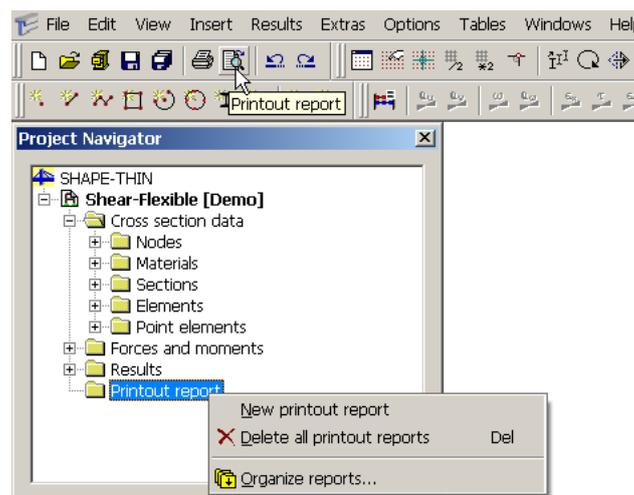 File Edit View Insert Results Extras Options Tables Windows Help
Printout report
Project Navigator
SHAPE-THIN
Shear-Flexible [Demo]
Cross section data
Nodes
Materials
Sections
Elements
Point elements
Forces and moments
Results
Printout report
New printout report
Delete all printout reports Del
Organize reports...